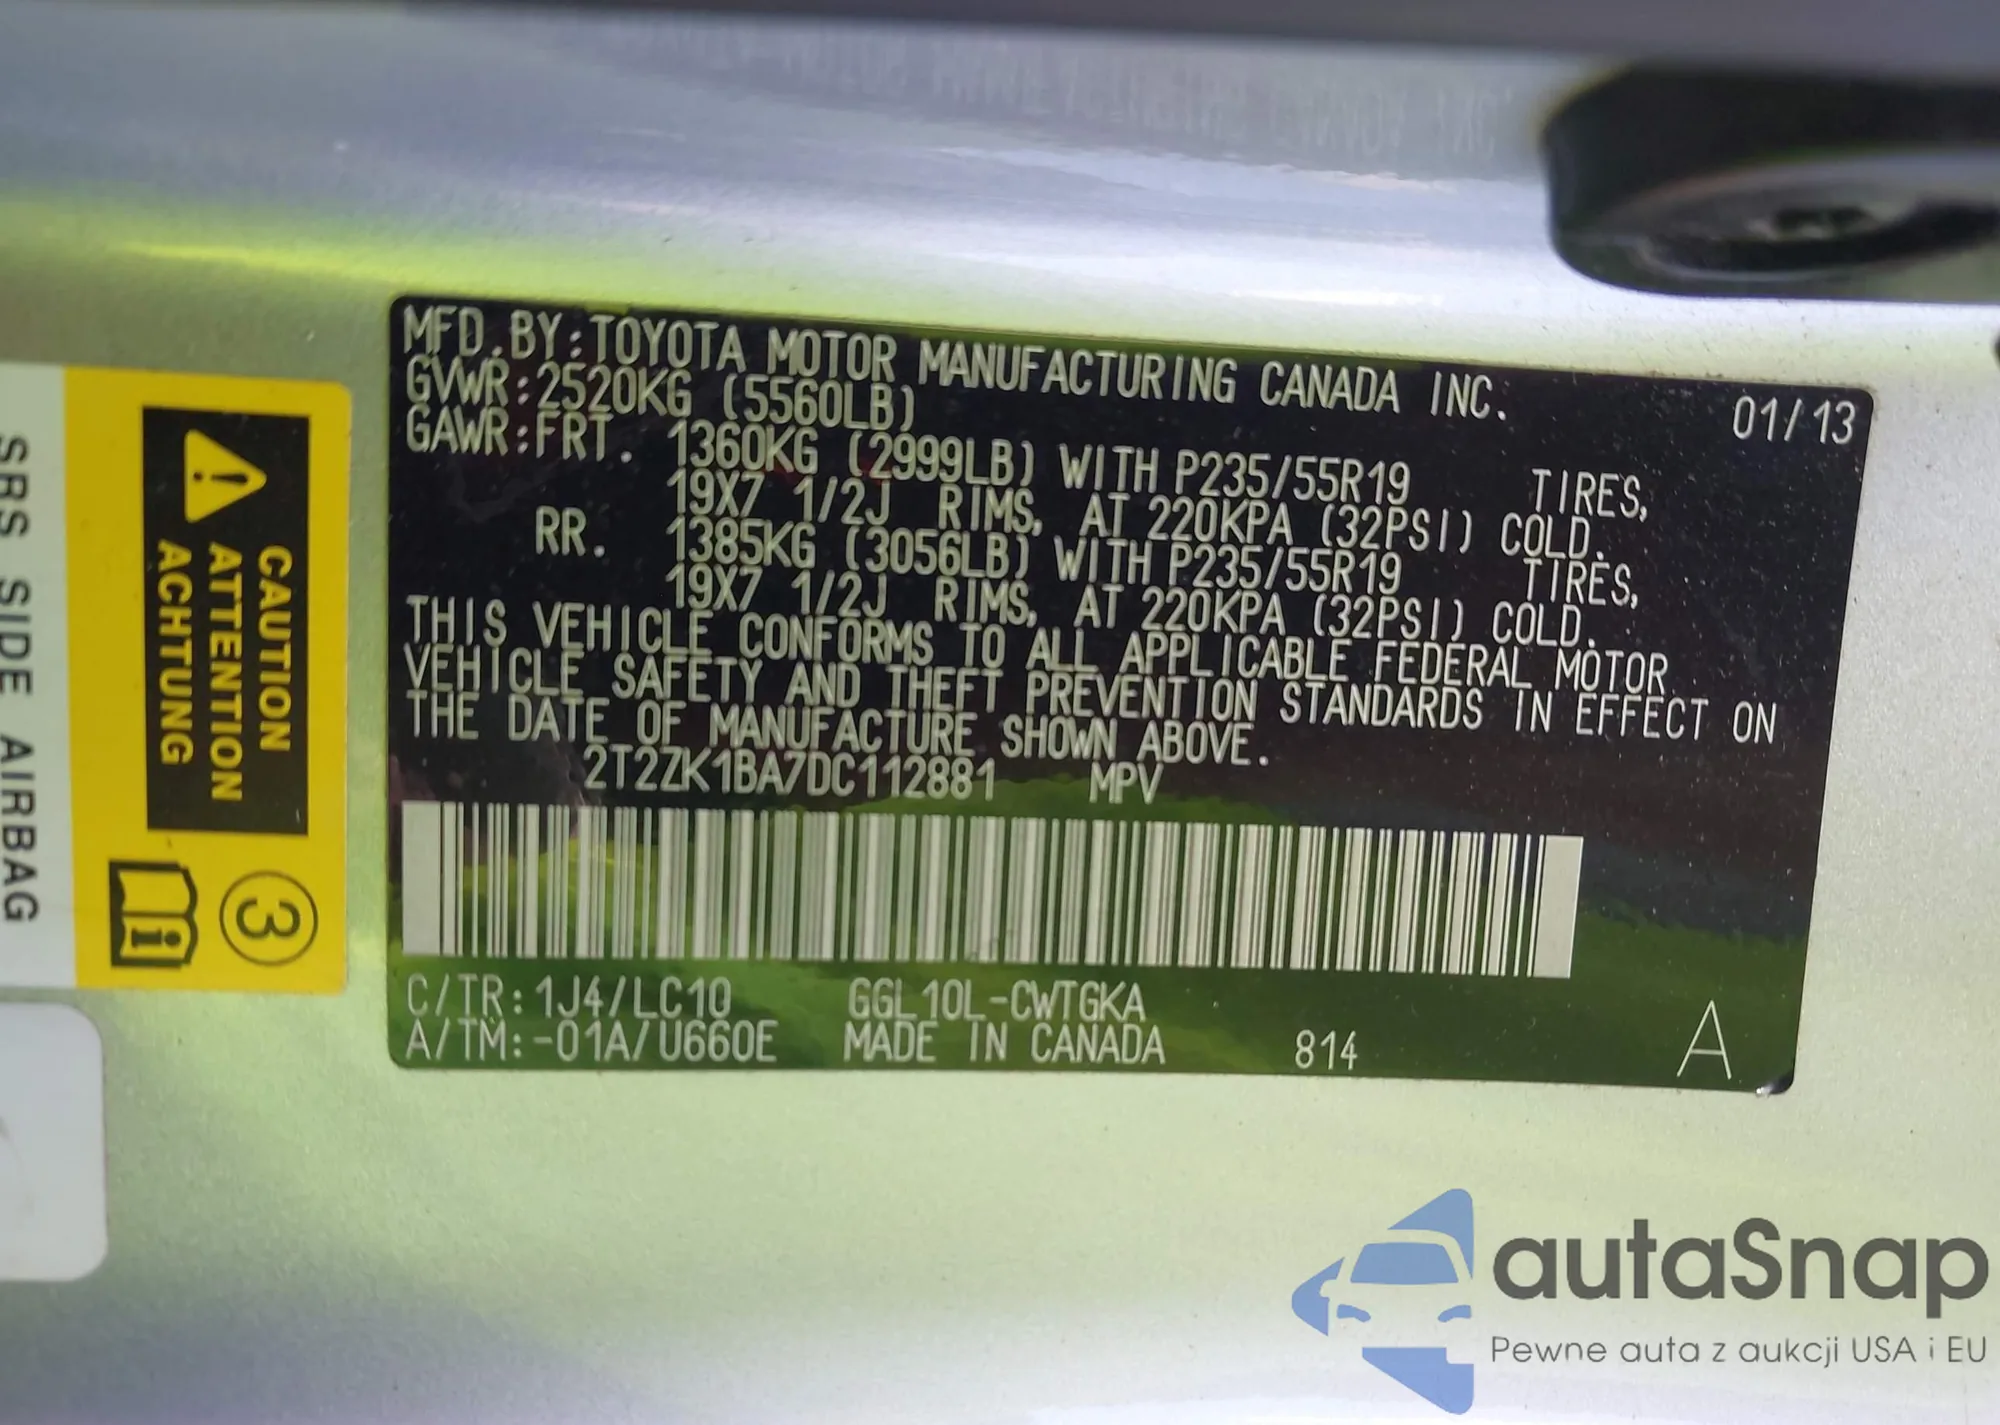 MFD.BY:TOYOTA MOTOR MANUFACTURING CANADA INC. 01/13
GVWR:2520KG (5560LB)
GAWR:FRT. 1360KG (2999LB) WITH P235/55R19 TIRES,
19X7 1/2J RIMS, AT 220KPA (32PSI) COLD.
RR. 1385KG (3056LB) WITH P235/55R19 TIRES,
19X7 1/2J RIMS, AT 220KPA (32PSI) COLD.
THIS VEHICLE CONFORMS TO ALL APPLICABLE FEDERAL MOTOR
VEHICLE SAFETY AND THEFT PREVENTION STANDARDS IN EFFECT ON
THE DATE OF MANUFACTURE SHOWN ABOVE.
2T2ZK1BA7DC112881 MPV
C/TR:1J4/LC10 GGL10L-CWTGKA
A/TM:-01A/U660E MADE IN CANADA 814 A
CAUTION
ATTENTION
ACHTUNG
3
i
SRS SIDE AIRBAG
autaSnap
Pewne auta z aukcji USA i EU